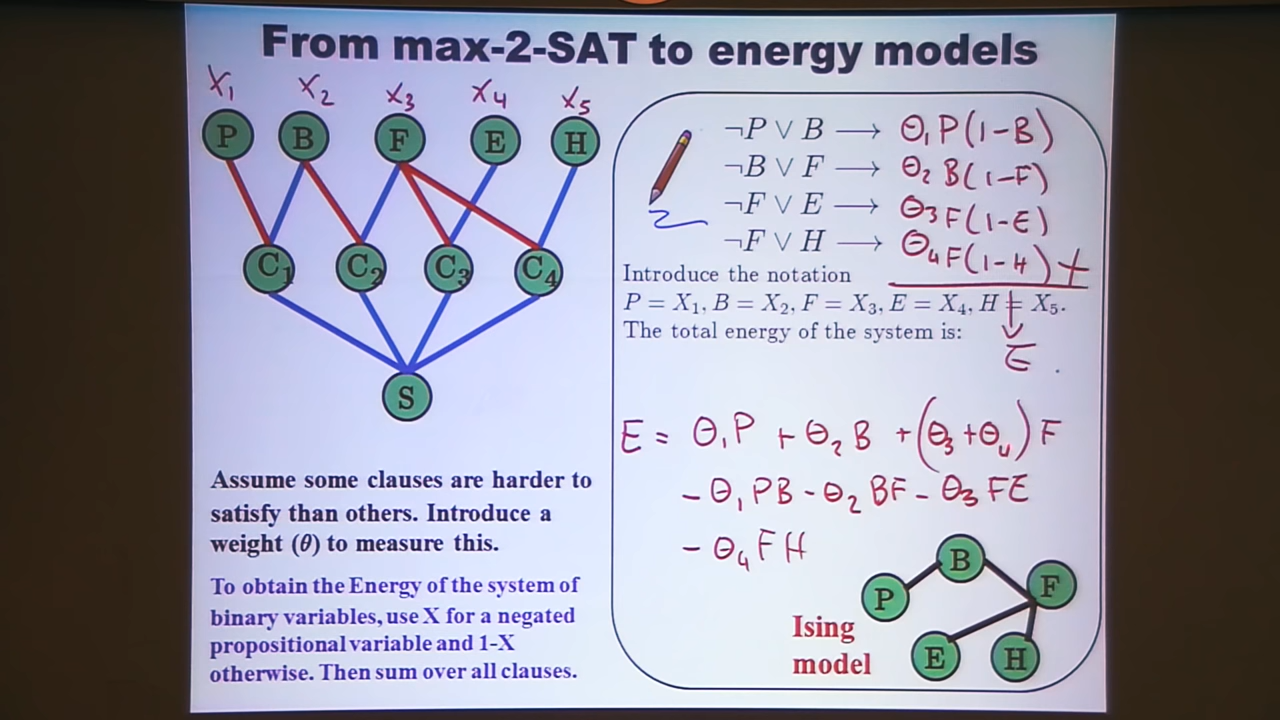 From max-2-SAT to energy models
X₁ X₂ X₃ X₄ X₅
P B F E H
C₁ C₂ C₃ C₄
S
Assume some clauses are harder to
satisfy than others. Introduce a
weight (θ) to measure this.
To obtain the Energy of the system of
binary variables, use X for a negated
propositional variable and 1-X
otherwise. Then sum over all clauses.
¬P ∨ B ⟶ θ₁P(1-B)
¬B ∨ F ⟶ θ₂B(1-F)
¬F ∨ E ⟶ θ₃F(1-E)
¬F ∨ H ⟶ θ₄F(1-H) +
Introduce the notation
P = X₁, B = X₂, F = X₃, E = X₄, H = X₅.
The total energy of the system is:
E
E = θ₁P + θ₂B + (θ₃+θ₄)F
- θ₁PB - θ₂BF - θ₃FE
- θ₄FH
B
F
P
E H
Ising
model